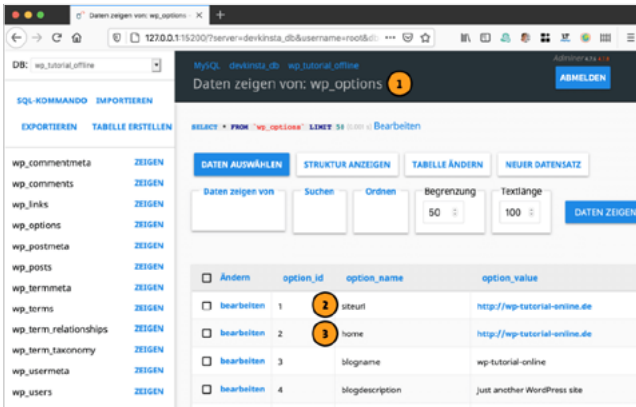 Daten zeigen von: wp_options
127.0.0.1:15200/?server=devkinsta_db&username=root&db
DB: wp_tutorial_offline
MySQL devkinsta_db wp_tutorial_offline
Adminer
Daten zeigen von: wp_options 1
ABMELDEN
SQL-KOMMANDO IMPORTIEREN
EXPORTIEREN TABELLE ERSTELLEN
SELECT * FROM `wp_options` LIMIT 50 Bearbeiten
wp_commentmeta ZEIGEN
wp_comments ZEIGEN
wp_links ZEIGEN
wp_options ZEIGEN
wp_postmeta ZEIGEN
wp_posts ZEIGEN
wp_termmeta ZEIGEN
wp_terms ZEIGEN
wp_term_relationships ZEIGEN
wp_term_taxonomy ZEIGEN
wp_usermeta ZEIGEN
wp_users ZEIGEN
DATEN AUSWÄHLEN STRUKTUR ANZEIGEN TABELLE ÄNDERN NEUER DATENSATZ
Daten zeigen von Suchen Ordnen Begrenzung Textlänge
50 100 DATEN ZEIGEN
Ändern option_id option_name option_value
bearbeiten 1 2 siteurl http://wp-tutorial-online.de
bearbeiten 2 3 home http://wp-tutorial-online.de
bearbeiten 3 blogname wp-tutorial-online
bearbeiten 4 blogdescription Just another WordPress site